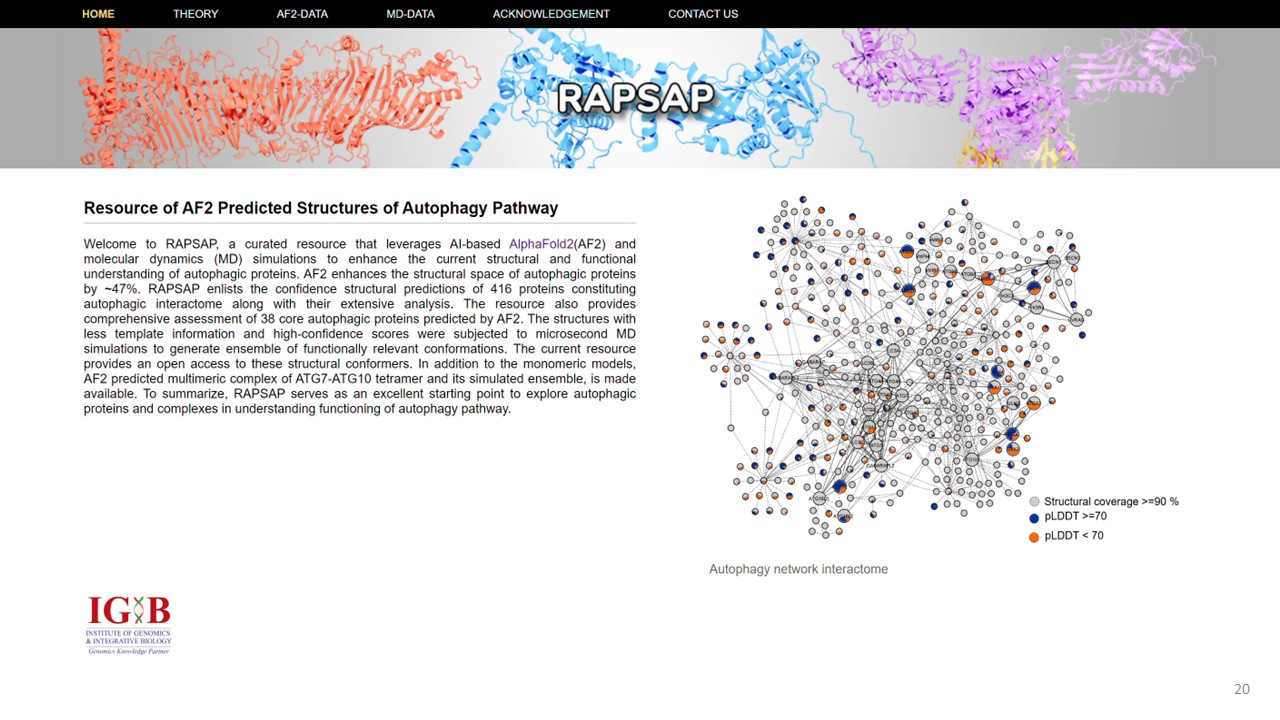 HOME THEORY AF2-DATA MD-DATA ACKNOWLEDGEMENT CONTACT US
RAPSAP
Resource of AF2 Predicted Structures of Autophagy Pathway
Welcome to RAPSAP, a curated resource that leverages AI-based AlphaFold2(AF2) and
molecular dynamics (MD) simulations to enhance the current structural and functional
understanding of autophagic proteins. AF2 enhances the structural space of autophagic proteins
by ~47%. RAPSAP enlists the confidence structural predictions of 416 proteins constituting
autophagic interactome along with their extensive analysis. The resource also provides
comprehensive assessment of 38 core autophagic proteins predicted by AF2. The structures with
less template information and high-confidence scores were subjected to microsecond MD
simulations to generate ensemble of functionally relevant conformations. The current resource
provides an open access to these structural conformers. In addition to the monomeric models,
AF2 predicted multimeric complex of ATG7-ATG10 tetramer and its simulated ensemble, is made
available. To summarize, RAPSAP serves as an excellent starting point to explore autophagic
proteins and complexes in understanding functioning of autophagy pathway.
Structural coverage >=90 %
pLDDT >=70
pLDDT < 70
Autophagy network interactome
IGIB
INSTITUTE OF GENOMICS
& INTEGRATIVE BIOLOGY
Genomics Knowledge Partner
20